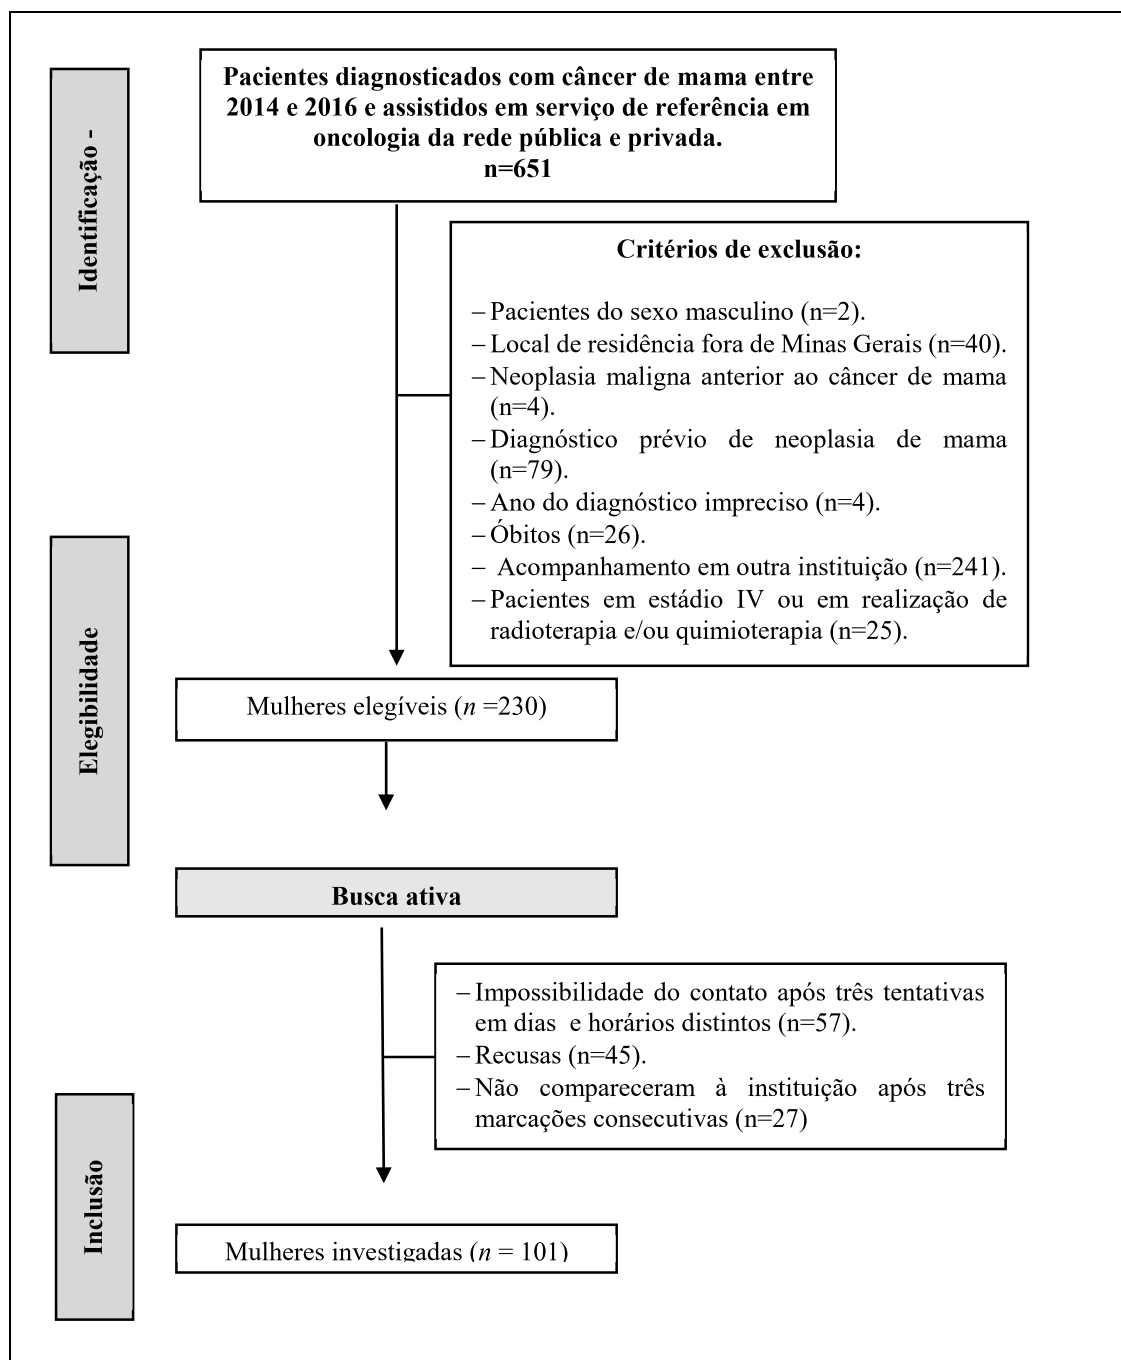 Identificação -
Pacientes diagnosticados com câncer de mama entre
2014 e 2016 e assistidos em serviço de referência em
oncologia da rede pública e privada.
n=651
Critérios de exclusão:
– Pacientes do sexo masculino (n=2).
– Local de residência fora de Minas Gerais (n=40).
– Neoplasia maligna anterior ao câncer de mama
(n=4).
– Diagnóstico prévio de neoplasia de mama
(n=79).
– Ano do diagnóstico impreciso (n=4).
– Óbitos (n=26).
– Acompanhamento em outra instituição (n=241).
– Pacientes em estádio IV ou em realização de
radioterapia e/ou quimioterapia (n=25).
Elegibilidade
Mulheres elegíveis (n =230)
Busca ativa
– Impossibilidade do contato após três tentativas
em dias e horários distintos (n=57).
– Recusas (n=45).
– Não compareceram à instituição após três
marcações consecutivas (n=27)
Inclusão
Mulheres investigadas (n = 101)